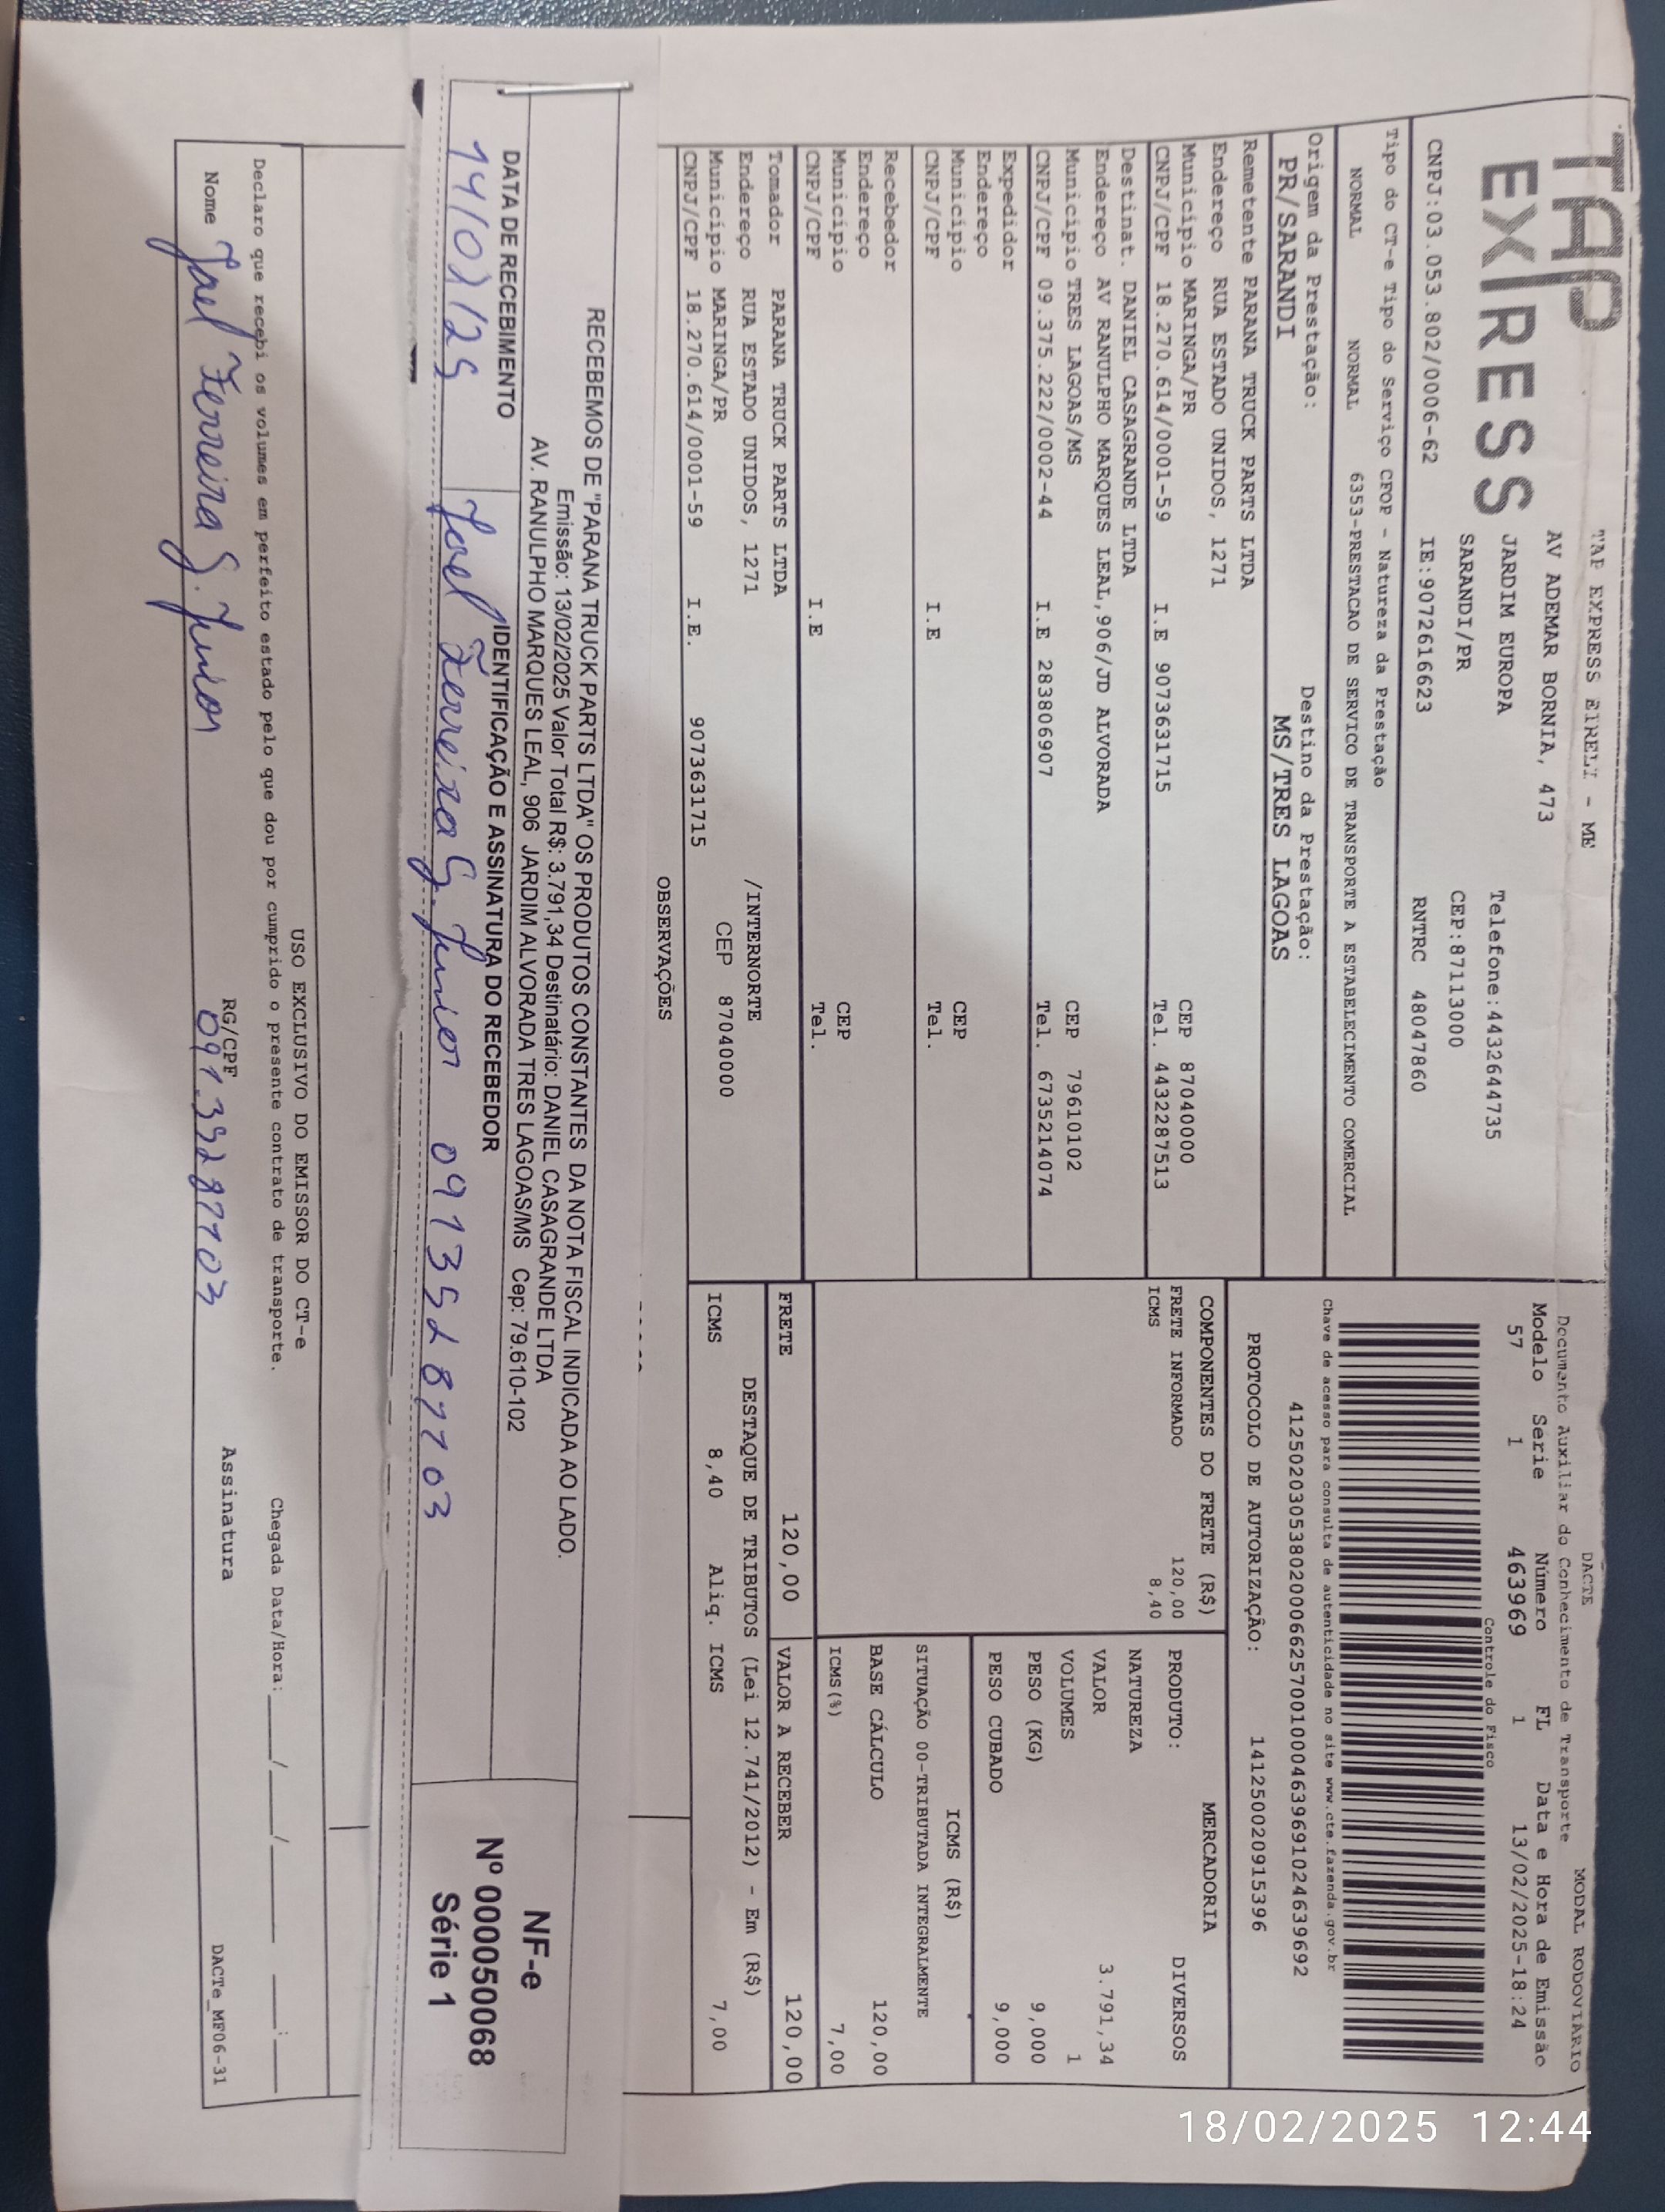 TAP
EXPRESS
TAP EXPRESS EIRELI - ME
AV ADEMAR BORNIA, 473
JARDIM EUROPA
SARANDI/PR
Telefone:4432644735
CEP:87113000
CNPJ:03.053.802/0006-62 IE:9072616623 RNTRC 48047860
DACTE MODAL RODOVIÁRIO
Documento Auxiliar do Conhecimento de Transporte
Modelo Série Número FL Data e Hora de Emissão
57 1 463969 1 13/02/2025-18:24
Controle do Fisco
Tipo do CT-e Tipo do Serviço CFOP - Natureza da Prestação
NORMAL NORMAL 6353-PRESTACAO DE SERVICO DE TRANSPORTE A ESTABELECIMENTO COMERCIAL
Chave de acesso para consulta de autenticidade no site www.cte.fazenda.gov.br
41250203053802000662570010004639691024639692
Origem da Prestação: Destino da Prestação:
PR/SARANDI MS/TRES LAGOAS
PROTOCOLO DE AUTORIZAÇÃO: 141250020915396
Remetente PARANA TRUCK PARTS LTDA
Endereço RUA ESTADO UNIDOS, 1271
Município MARINGA/PR CEP 87040000
CNPJ/CPF 18.270.614/0001-59 I.E 9073631715 Tel. 4432287513
Destinat. DANIEL CASAGRANDE LTDA
Endereço AV RANULPHO MARQUES LEAL,906/JD ALVORADA
Município TRES LAGOAS/MS CEP 79610102
CNPJ/CPF 09.375.222/0002-44 I.E 283806907 Tel. 6735214074
Expedidor
Endereço
Município CEP
CNPJ/CPF I.E Tel.
Recebedor
Endereço
Município CEP
CNPJ/CPF I.E Tel.
Tomador PARANA TRUCK PARTS LTDA
Endereço RUA ESTADO UNIDOS, 1271 /INTERNORTE
Município MARINGA/PR CEP 87040000
CNPJ/CPF 18.270.614/0001-59 I.E. 9073631715
COMPONENTES DO FRETE (R$)
FRETE INFORMADO 120,00
ICMS 8,40
MERCADORIA
PRODUTO: DIVERSOS
NATUREZA
VALOR 3.791,34
VOLUMES 1
PESO (KG) 9,000
PESO CUBADO 9,000
ICMS (R$)
SITUAÇÃO 00-TRIBUTADA INTEGRALMENTE
BASE CÁLCULO 120,00
ICMS(%) 7,00
FRETE 120,00 VALOR A RECEBER 120,00
DESTAQUE DE TRIBUTOS (Lei 12.741/2012) - Em (R$)
ICMS 8,40 Aliq. ICMS 7,00
OBSERVAÇÕES
RECEBEMOS DE "PARANA TRUCK PARTS LTDA" OS PRODUTOS CONSTANTES DA NOTA FISCAL INDICADA AO LADO.
Emissão: 13/02/2025 Valor Total R$: 3.791,34 Destinatário: DANIEL CASAGRANDE LTDA
AV. RANULPHO MARQUES LEAL, 906 JARDIM ALVORADA TRES LAGOAS/MS Cep: 79.610-102
DATA DE RECEBIMENTO IDENTIFICAÇÃO E ASSINATURA DO RECEBEDOR
14/02/25 Joel Ferreira S. Junior 09135287103
NF-e
Nº 000050068
Série 1
USO EXCLUSIVO DO EMISSOR DO CT-e
Declaro que recebi os volumes em perfeito estado pelo que dou por cumprido o presente contrato de transporte. Chegada Data/Hora:____/____/____ ___:___
Nome Joel Ferreira S. Junior RG/CPF 091.352 87103 Assinatura
DACTe_MF06-31
18/02/2025 12:44